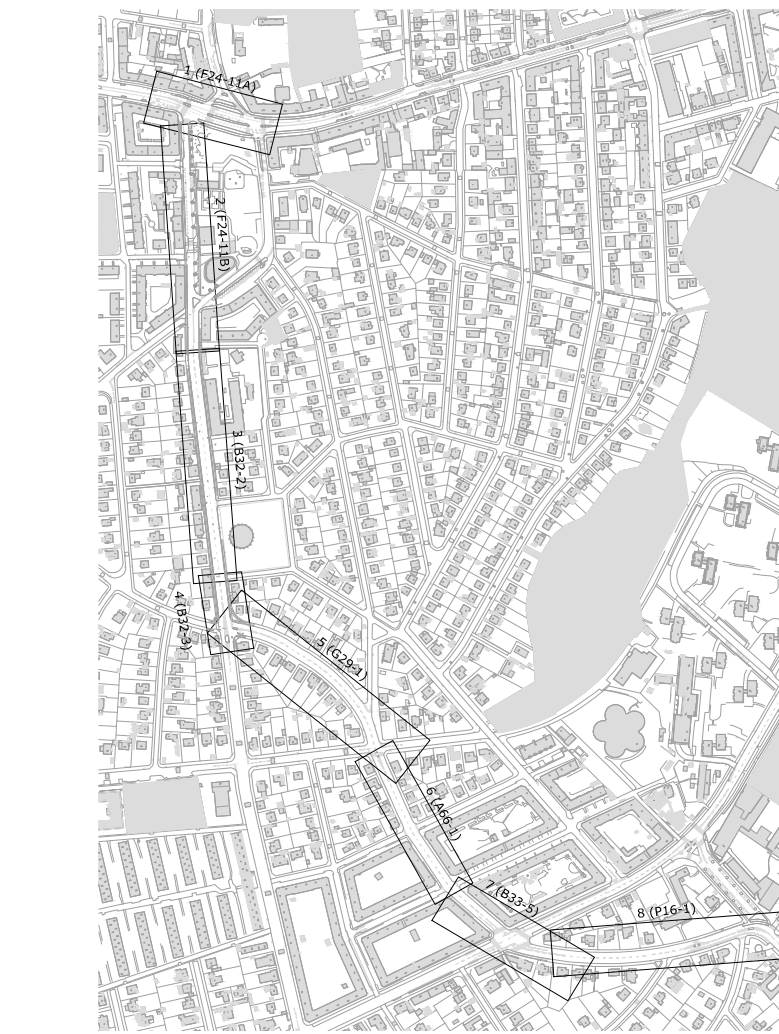 1 (F24-11A)
2 (F24-11B)
3 (B32-2)
4 (B32-3)
5 (G29-1)
6 (A66-1)
7 (B33-5)
8 (P16-1)